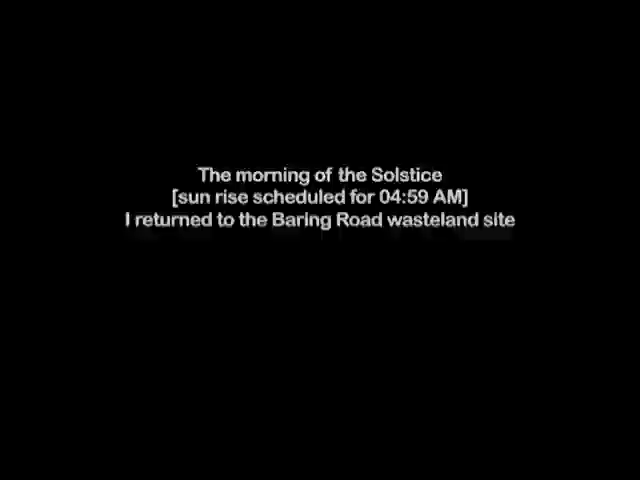 The morning of the Solstice
[sun rise scheduled for 04:59 AM]
I returned to the Baring Road wasteland site